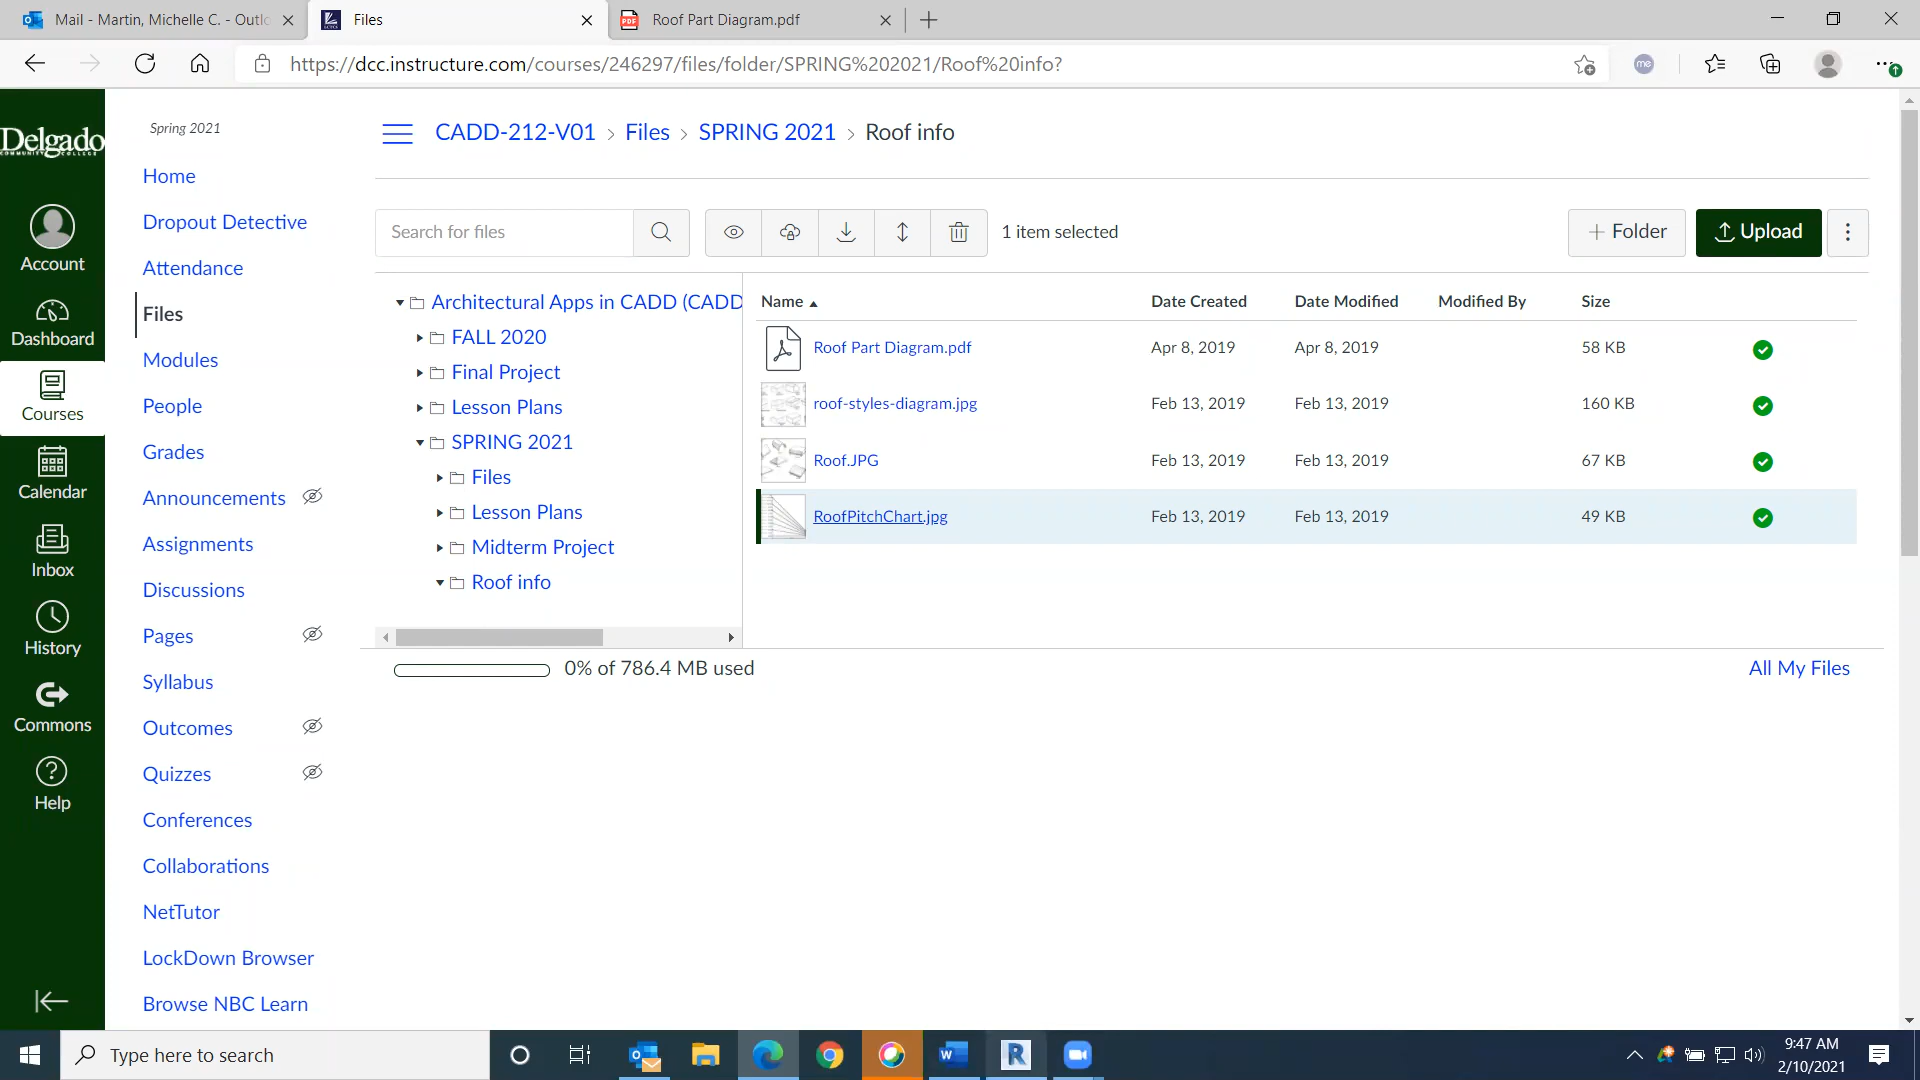 Mail - Martin, Michelle C. - Outlo
Files
Roof Part Diagram.pdf
https://dcc.instructure.com/courses/246297/files/folder/SPRING%202021/Roof%20info?
me
Delgado
COMMUNITY COLLEGE
Account
Dashboard
Courses
Calendar
Inbox
History
Commons
Help
Spring 2021
Home
Dropout Detective
Attendance
Files
Modules
People
Grades
Announcements
Assignments
Discussions
Pages
Syllabus
Outcomes
Quizzes
Conferences
Collaborations
NetTutor
LockDown Browser
Browse NBC Learn
CADD-212-V01 > Files > SPRING 2021 > Roof info
Search for files
1 item selected
+ Folder
Upload
Architectural Apps in CADD (CADD
FALL 2020
Final Project
Lesson Plans
SPRING 2021
Files
Lesson Plans
Midterm Project
Roof info
Name Date Created Date Modified Modified By Size
Roof Part Diagram.pdf Apr 8, 2019 Apr 8, 2019 58 KB
roof-styles-diagram.jpg Feb 13, 2019 Feb 13, 2019 160 KB
Roof.JPG Feb 13, 2019 Feb 13, 2019 67 KB
RoofPitchChart.jpg Feb 13, 2019 Feb 13, 2019 49 KB
0% of 786.4 MB used
All My Files
Type here to search
9:47 AM
2/10/2021